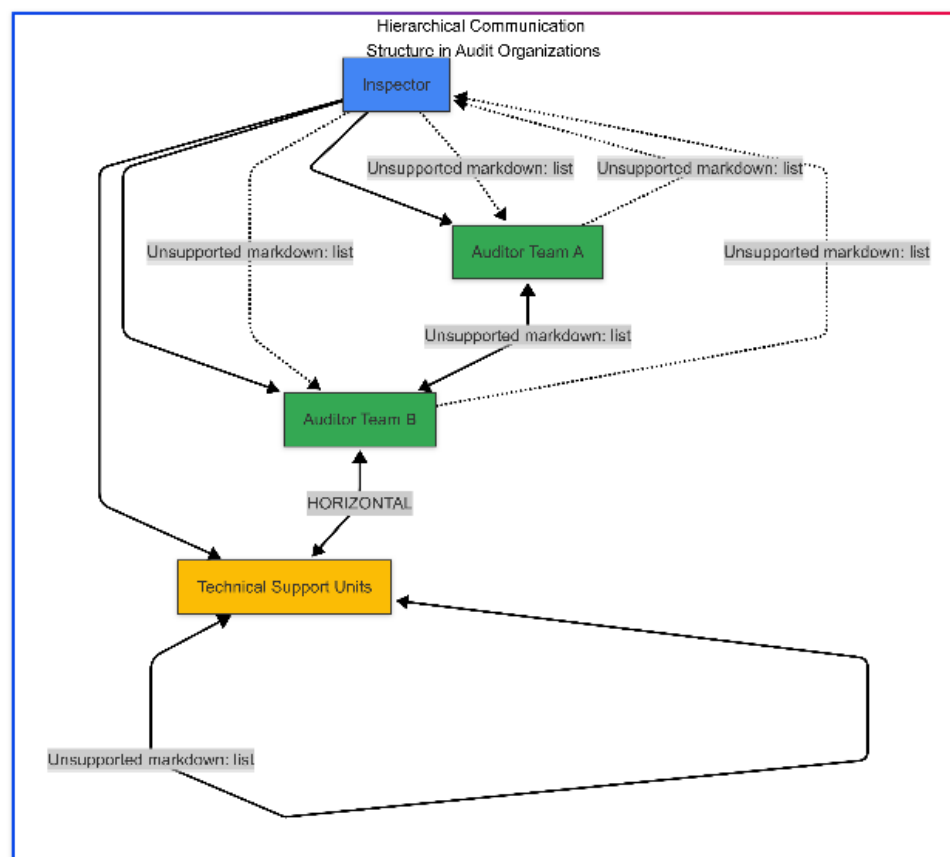 Hierarchical Communication
Structure in Audit Organizations
Inspector
Unsupported markdown: list
Unsupported markdown: list
Unsupported markdown: list
Unsupported markdown: list
Auditor Team A
Unsupported markdown: list
Auditor Team B
HORIZONTAL
Technical Support Units
Unsupported markdown: list